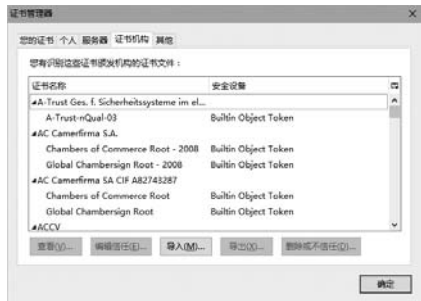 证书管理器
您的证书 个人 服务器 证书机构 其他
您有识别这些证书颁发机构的证书文件：
证书名称 安全设备
A-Trust Ges. f. Sicherheitssysteme im el...
A-Trust-nQual-03 Builtin Object Token
AC Camerfirma S.A.
Chambers of Commerce Root - 2008 Builtin Object Token
Global Chambersign Root - 2008 Builtin Object Token
AC Camerfirma SA CIF A82743287
Chambers of Commerce Root Builtin Object Token
Global Chambersign Root Builtin Object Token
ACCV
查看(V)... 编辑信任(E)... 导入(M)... 导出(X)... 删除或不信任(D)...
确定